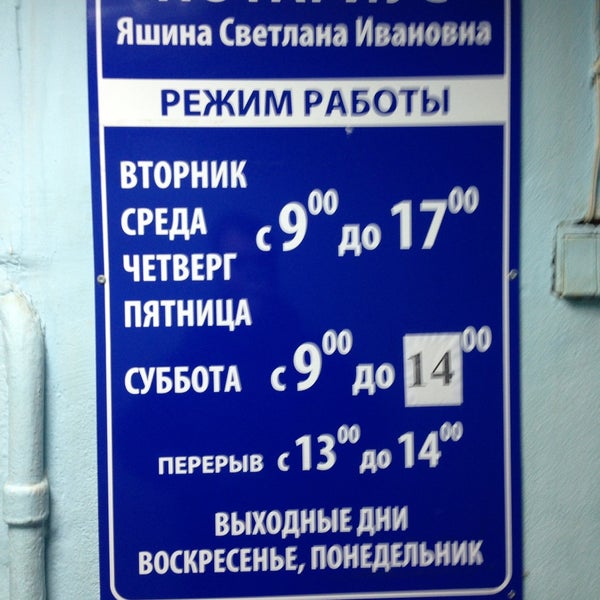 НОТАРИУС
Яшина Светлана Ивановна
РЕЖИМ РАБОТЫ
ВТОРНИК
СРЕДА
ЧЕТВЕРГ
ПЯТНИЦА
с 9⁰⁰ до 17⁰⁰
СУББОТА с 9⁰⁰ до 14⁰⁰
ПЕРЕРЫВ с 13⁰⁰ до 14⁰⁰
ВЫХОДНЫЕ ДНИ
ВОСКРЕСЕНЬЕ, ПОНЕДЕЛЬНИК